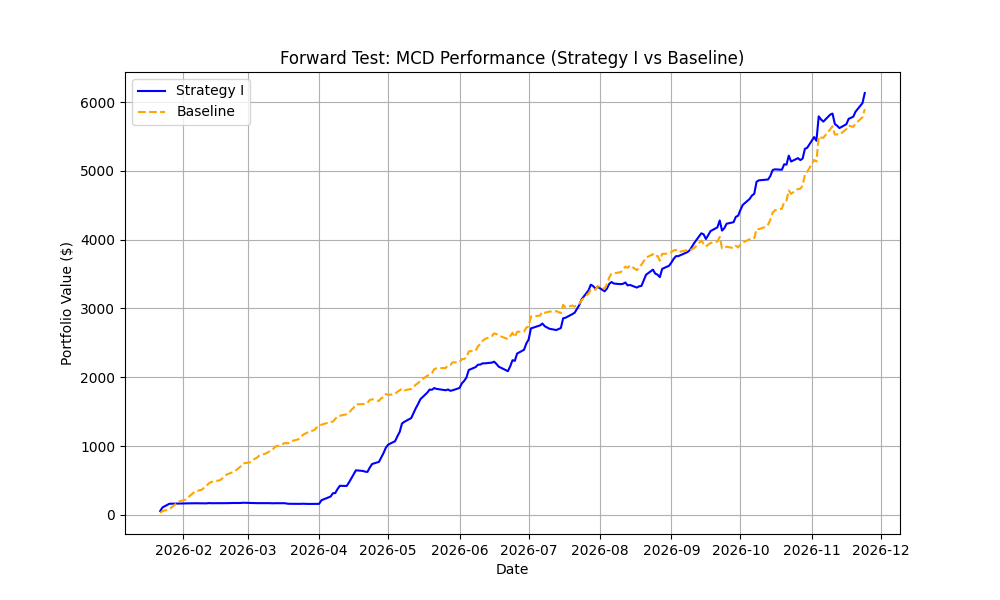 Forward Test: MCD Performance (Strategy I vs Baseline)
Strategy I
Baseline
Portfolio Value ($)
6000
5000
4000
3000
2000
1000
0
2026-02 2026-03 2026-04 2026-05 2026-06 2026-07 2026-08 2026-09 2026-10 2026-11 2026-12
Date